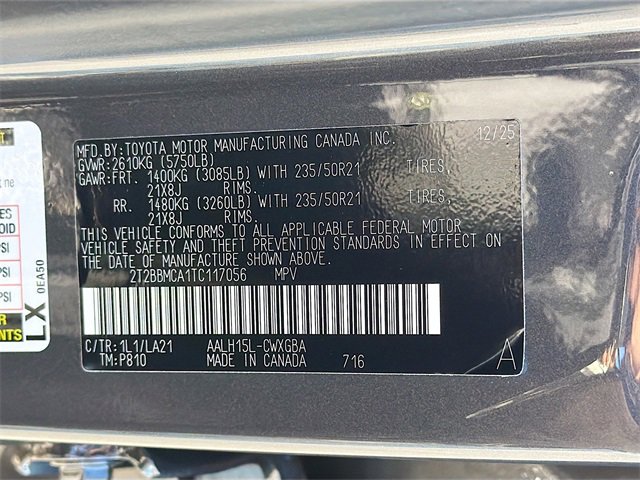 MFD.BY:TOYOTA MOTOR MANUFACTURING CANADA INC. 12/25
GVWR:2610KG (5750LB)
GAWR:FRT. 1400KG (3085LB) WITH 235/50R21 TIRES,
21X8J RIMS.
RR. 1480KG (3260LB) WITH 235/50R21 TIRES,
21X8J RIMS.
THIS VEHICLE CONFORMS TO ALL APPLICABLE FEDERAL MOTOR
VEHICLE SAFETY AND THEFT PREVENTION STANDARDS IN EFFECT
ON THE DATE OF MANUFACTURE SHOWN ABOVE.
2T2BBMCA1TC117056 MPV
C/TR:1L1/LA21 AALH15L-CWXGBA
TM:P810 MADE IN CANADA 716 A
LX 0EA50